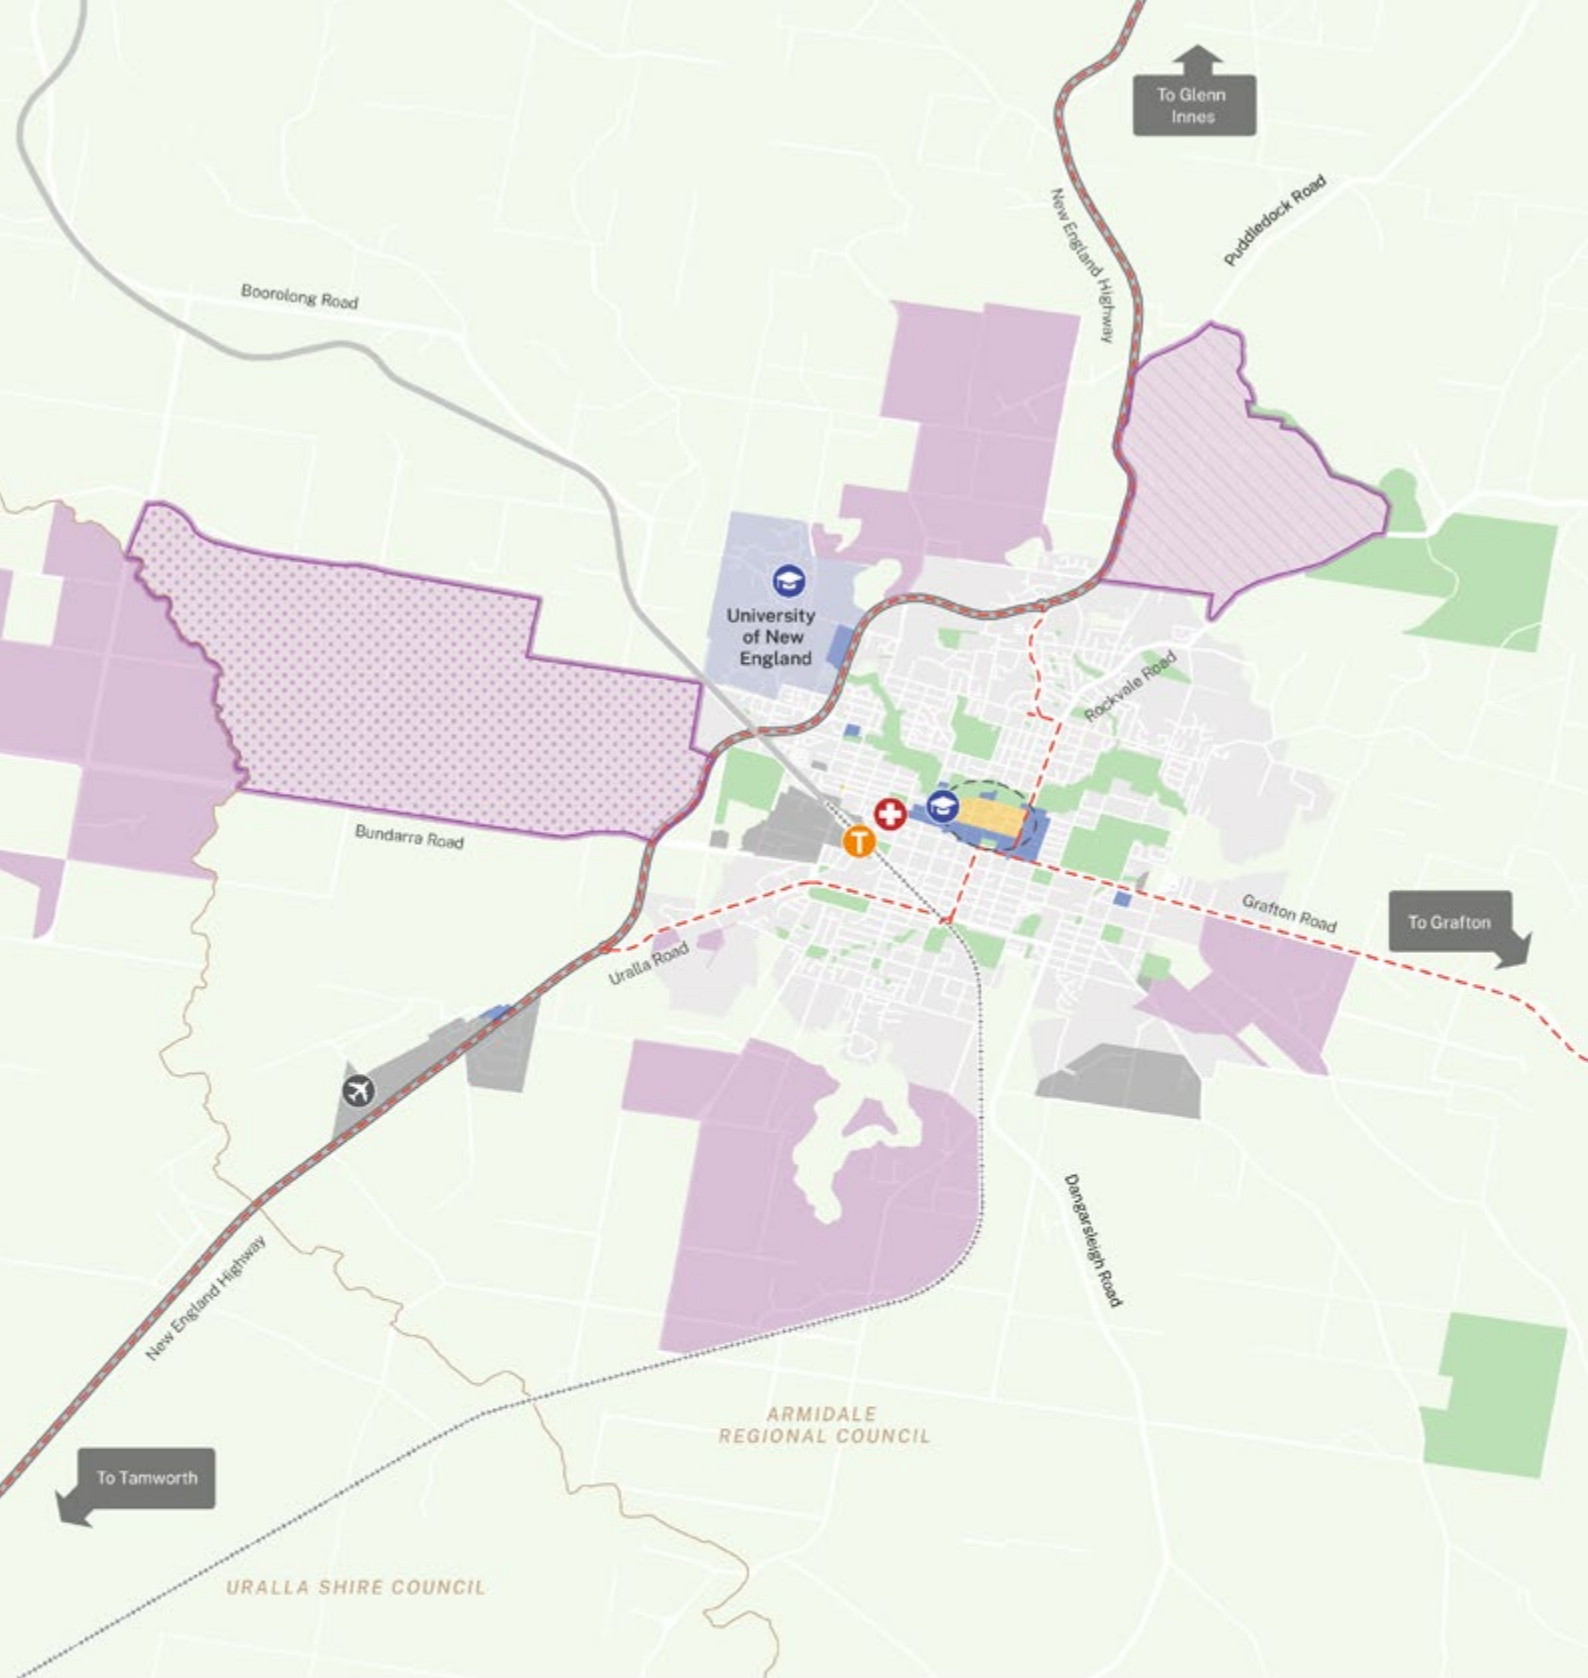 To Glenn
Innes
Puddledock Road
New England Highway
Boorolong Road
University
of New
England
Rockvale Road
Bundarra Road
T
Grafton Road
To Grafton
Uralla Road
Dangarsleigh Road
New England Highway
ARMIDALE
REGIONAL COUNCIL
To Tamworth
URALLA SHIRE COUNCIL